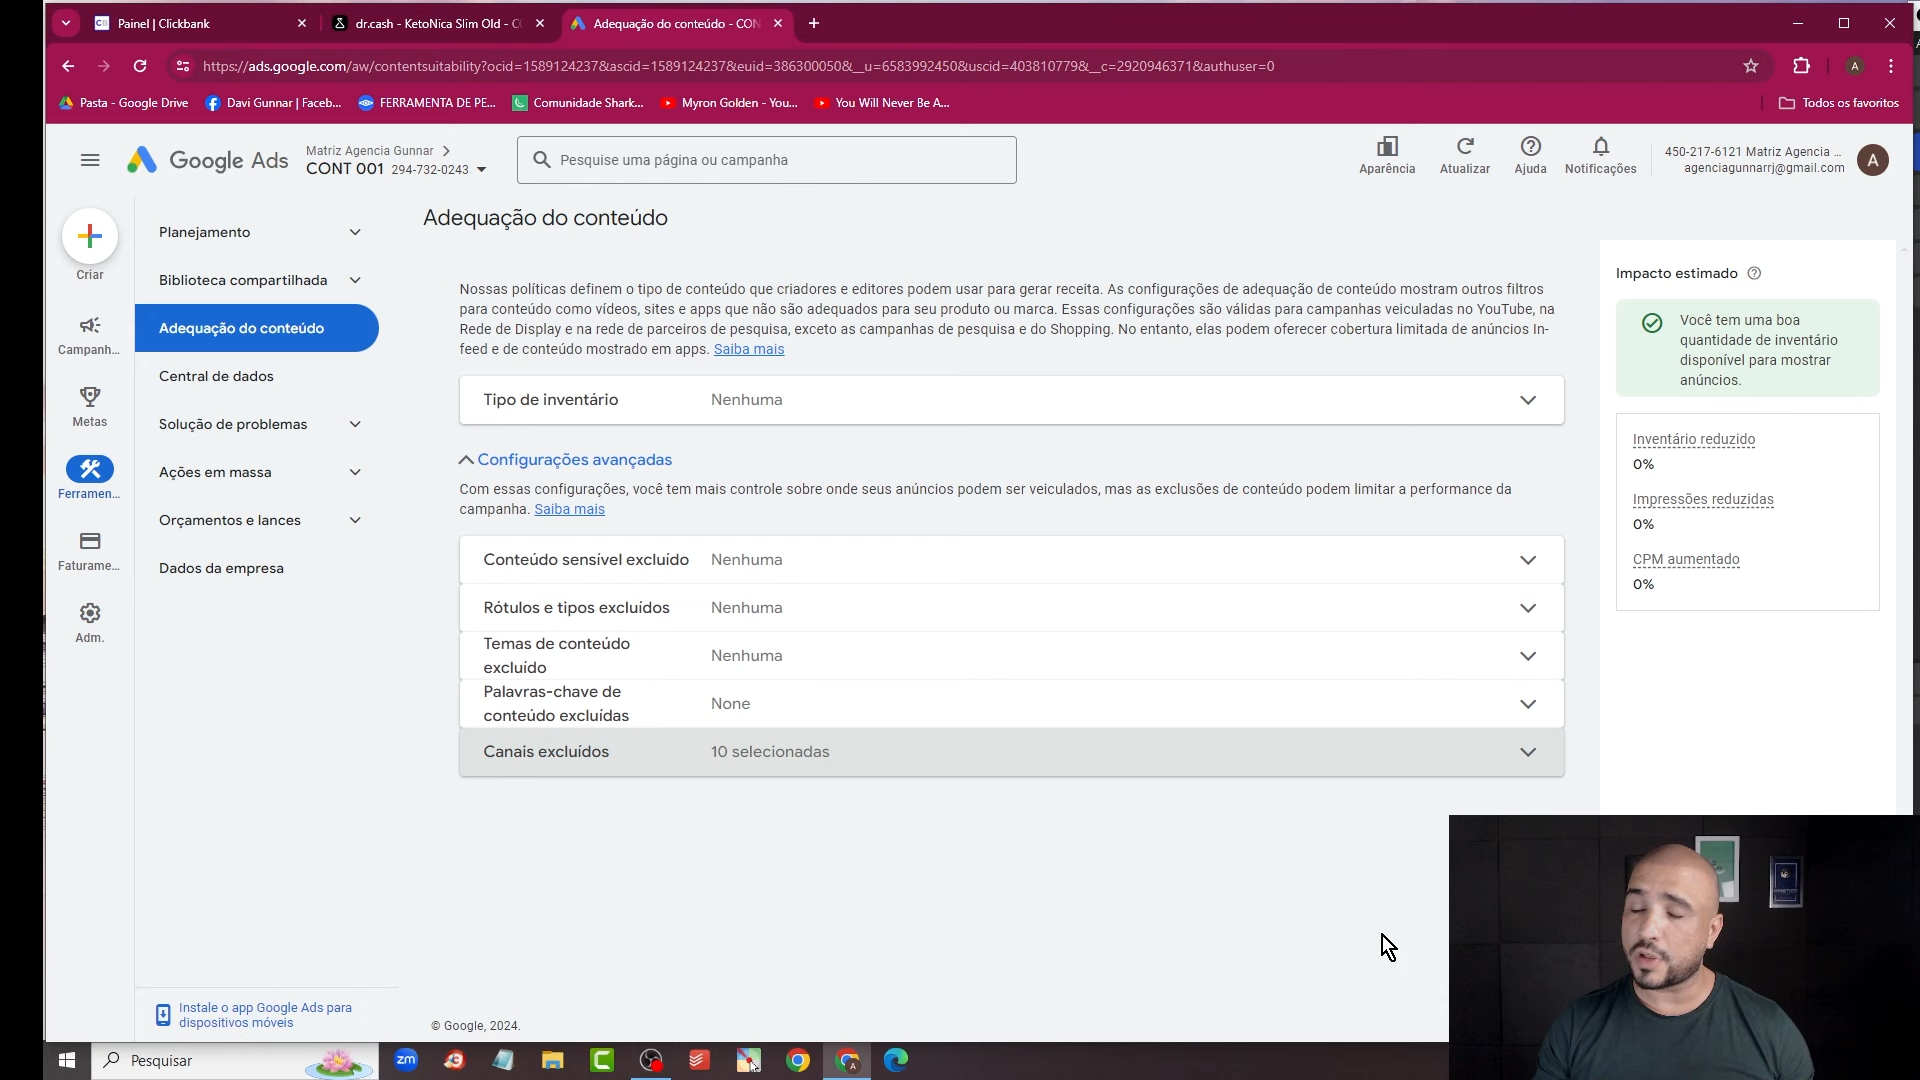 Painel | Clickbank
dr.cash - KetoNica Slim Old - C
Adequação do conteúdo - CON
https://ads.google.com/aw/contentsuitability?ocid=1589124237&ascid=1589124237&euid=386300050&__u=6583992450&uscid=403810779&__c=2920946371&authuser=0
A
Pasta - Google Drive
Davi Gunnar | Faceb...
FERRAMENTA DE PE...
Comunidade Shark...
Myron Golden - You...
You Will Never Be A...
Todos os favoritos
Google Ads
Matriz Agencia Gunnar
CONT 001 294-732-0243
Pesquise uma página ou campanha
Aparência
Atualizar
Ajuda
Notificações
450-217-6121 Matriz Agencia ...
agenciagunnarrj@gmail.com
A
Criar
Campanh...
Metas
Ferramen...
Faturame...
Adm.
Planejamento
Biblioteca compartilhada
Adequação do conteúdo
Central de dados
Solução de problemas
Ações em massa
Orçamentos e lances
Dados da empresa
Instale o app Google Ads para
dispositivos móveis
Adequação do conteúdo
Nossas políticas definem o tipo de conteúdo que criadores e editores podem usar para gerar receita. As configurações de adequação de conteúdo mostram outros filtros
para conteúdo como vídeos, sites e apps que não são adequados para seu produto ou marca. Essas configurações são válidas para campanhas veiculadas no YouTube, na
Rede de Display e na rede de parceiros de pesquisa, exceto as campanhas de pesquisa e do Shopping. No entanto, elas podem oferecer cobertura limitada de anúncios In-
feed e de conteúdo mostrado em apps. Saiba mais
Tipo de inventário Nenhuma
Configurações avançadas
Com essas configurações, você tem mais controle sobre onde seus anúncios podem ser veiculados, mas as exclusões de conteúdo podem limitar a performance da
campanha. Saiba mais
Conteúdo sensível excluído Nenhuma
Rótulos e tipos excluídos Nenhuma
Temas de conteúdo
excluído
Nenhuma
Palavras-chave de
conteúdo excluídas
None
Canais excluídos 10 selecionadas
Impacto estimado
Você tem uma boa
quantidade de inventário
disponível para mostrar
anúncios.
Inventário reduzido
0%
Impressões reduzidas
0%
CPM aumentado
0%
© Google, 2024.
Pesquisar
zm